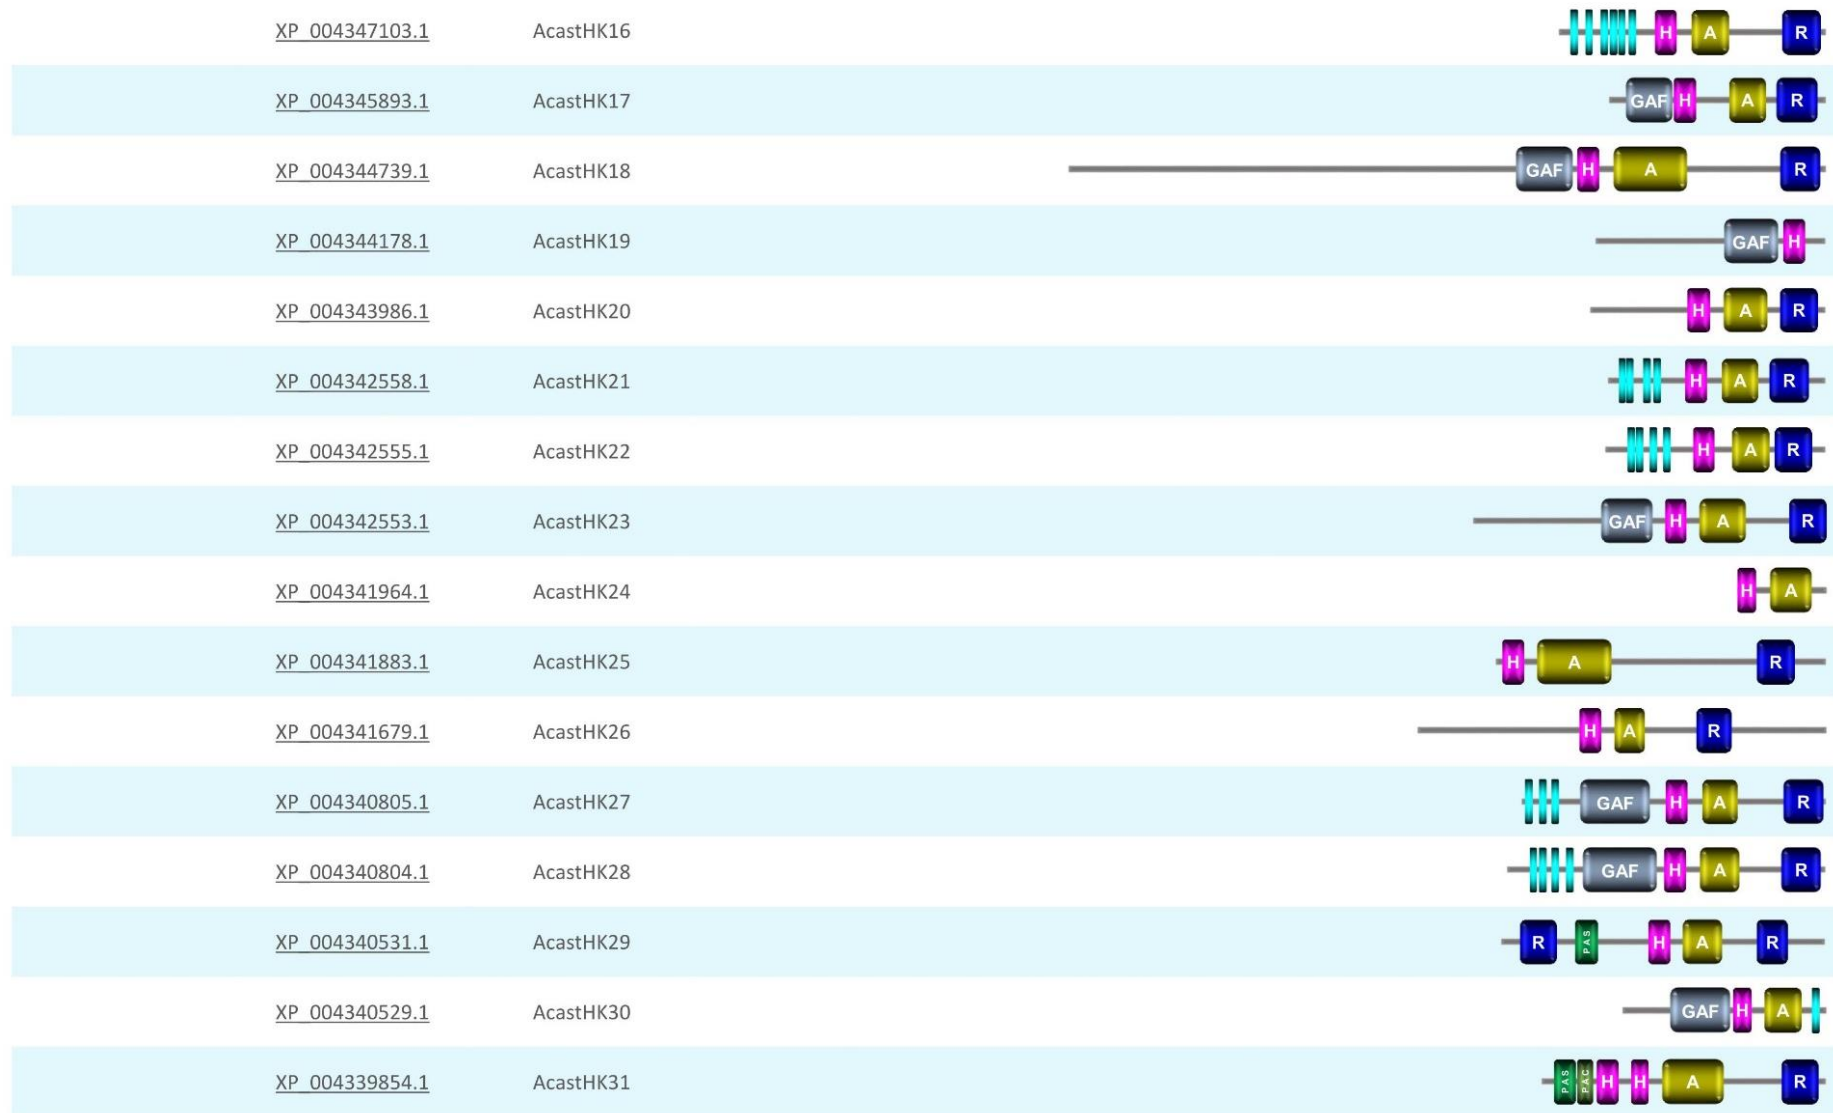 XP_004347103.1 AcastHK16 H A R
XP_004345893.1 AcastHK17 GAF H A R
XP_004344739.1 AcastHK18 GAF H A R
XP_004344178.1 AcastHK19 GAF H
XP_004343986.1 AcastHK20 H A R
XP_004342558.1 AcastHK21 H A R
XP_004342555.1 AcastHK22 H A R
XP_004342553.1 AcastHK23 GAF H A R
XP_004341964.1 AcastHK24 H A
XP_004341883.1 AcastHK25 H A R
XP_004341679.1 AcastHK26 H A R
XP_004340805.1 AcastHK27 GAF H A R
XP_004340804.1 AcastHK28 GAF H A R
XP_004340531.1 AcastHK29 R PAS H A R
XP_004340529.1 AcastHK30 GAF H A
XP_004339854.1 AcastHK31 PAS PAC H H A R